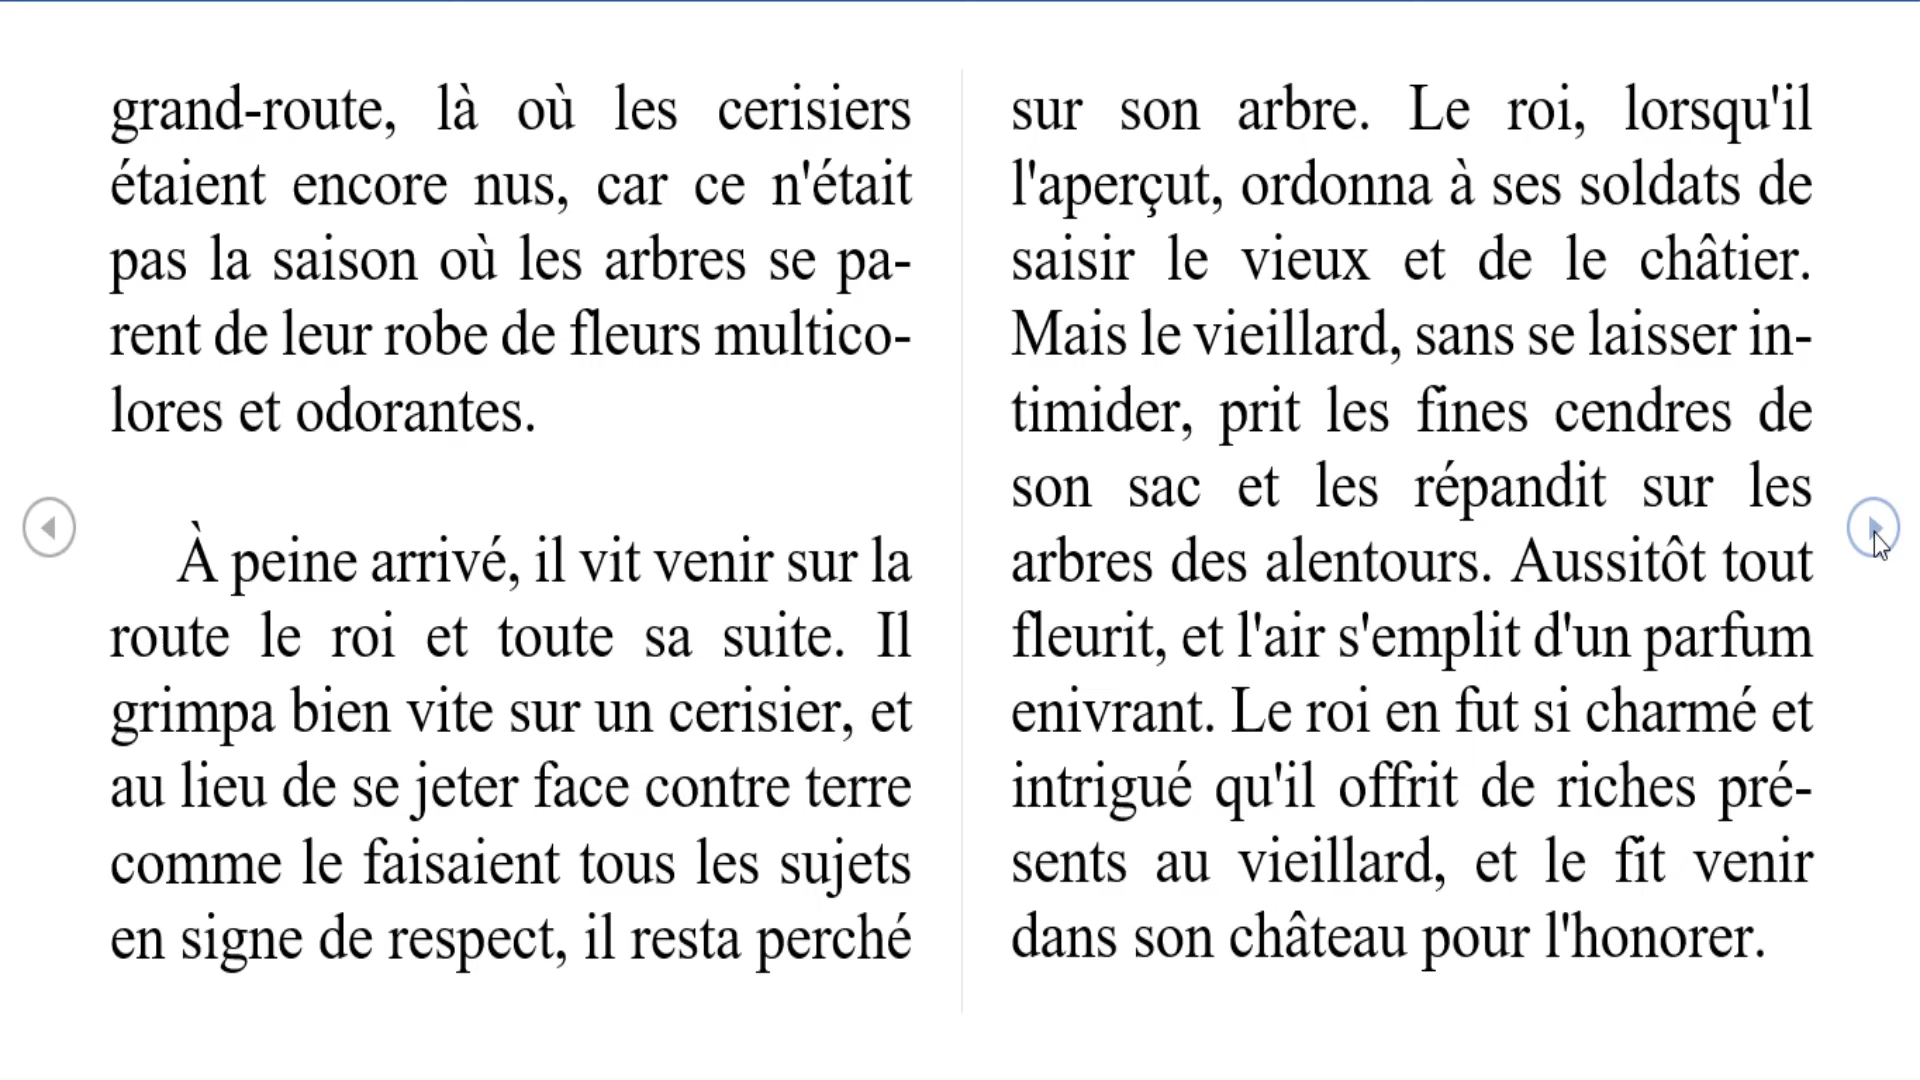 grand-route, là où les cerisiers
étaient encore nus, car ce n'était
pas la saison où les arbres se pa-
rent de leur robe de fleurs multico-
lores et odorantes.
À peine arrivé, il vit venir sur la
route le roi et toute sa suite. Il
grimpa bien vite sur un cerisier, et
au lieu de se jeter face contre terre
comme le faisaient tous les sujets
en signe de respect, il resta perché
sur son arbre. Le roi, lorsqu'il
l'aperçut, ordonna à ses soldats de
saisir le vieux et de le châtier.
Mais le vieillard, sans se laisser in-
timider, prit les fines cendres de
son sac et les répandit sur les
arbres des alentours. Aussitôt tout
fleurit, et l'air s'emplit d'un parfum
enivrant. Le roi en fut si charmé et
intrigué qu'il offrit de riches pré-
sents au vieillard, et le fit venir
dans son château pour l'honorer.